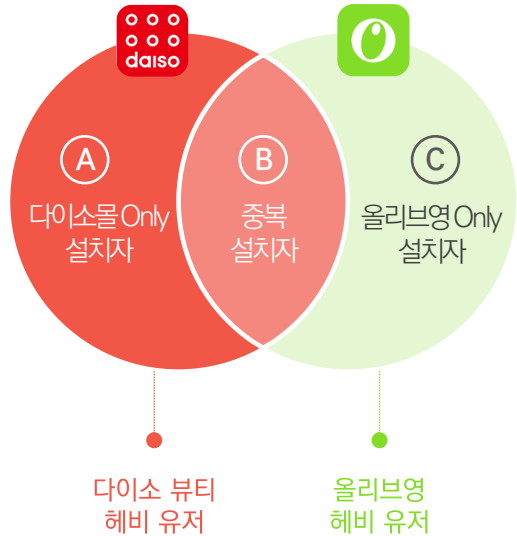 daiso
A
다이소몰 Only
설치자
B
중복
설치자
C
올리브영 Only
설치자
다이소 뷰티
헤비 유저
올리브영
헤비 유저